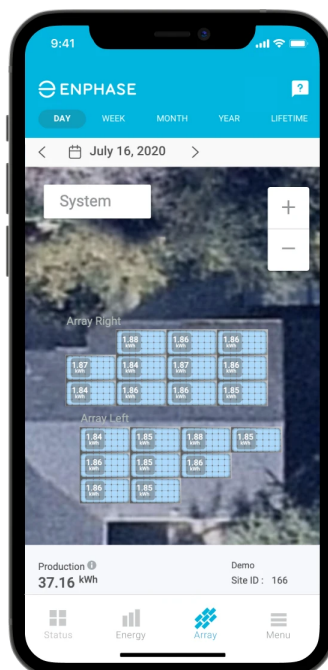 9:41
ENPHASE
?
DAY WEEK MONTH YEAR LIFETIME
< July 16, 2020 >
System
+
−
Array Right
1.88 kWh 1.86 kWh 1.86 kWh
1.87 kWh 1.84 kWh 1.87 kWh 1.86 kWh
1.84 kWh 1.86 kWh 1.86 kWh 1.85 kWh
Array Left
1.84 kWh 1.85 kWh 1.88 kWh 1.85 kWh
1.86 kWh 1.85 kWh 1.86 kWh
1.86 kWh 1.85 kWh
Production i Demo
37.16 kWh Site ID : 166
Status Energy Array Menu